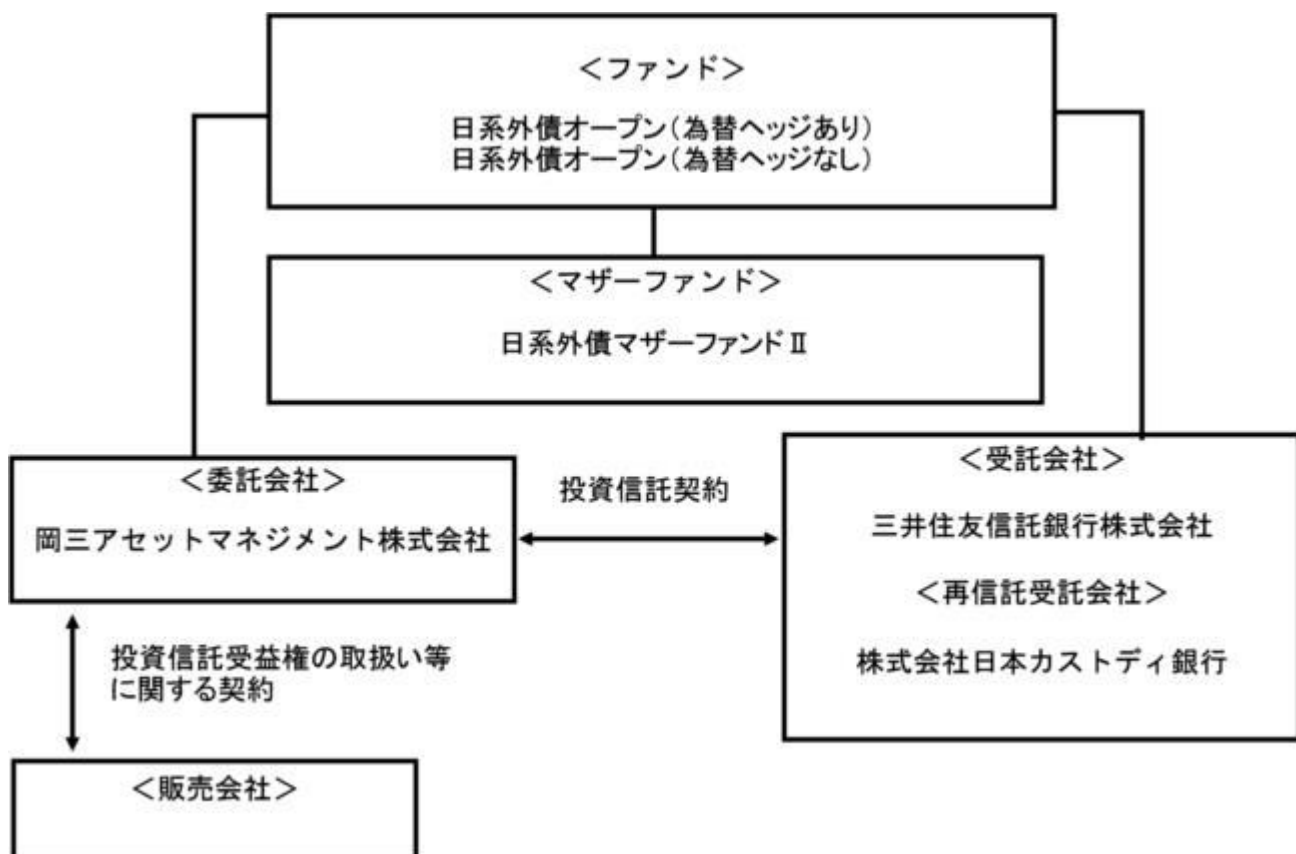 ＜ファンド＞
日系外債オープン（為替ヘッジあり）
日系外債オープン（為替ヘッジなし）
＜マザーファンド＞
日系外債マザーファンドⅡ
＜委託会社＞
岡三アセットマネジメント株式会社
投資信託契約
＜受託会社＞
三井住友信託銀行株式会社
＜再信託受託会社＞
株式会社日本カストディ銀行
投資信託受益権の取扱い等
に関する契約
＜販売会社＞